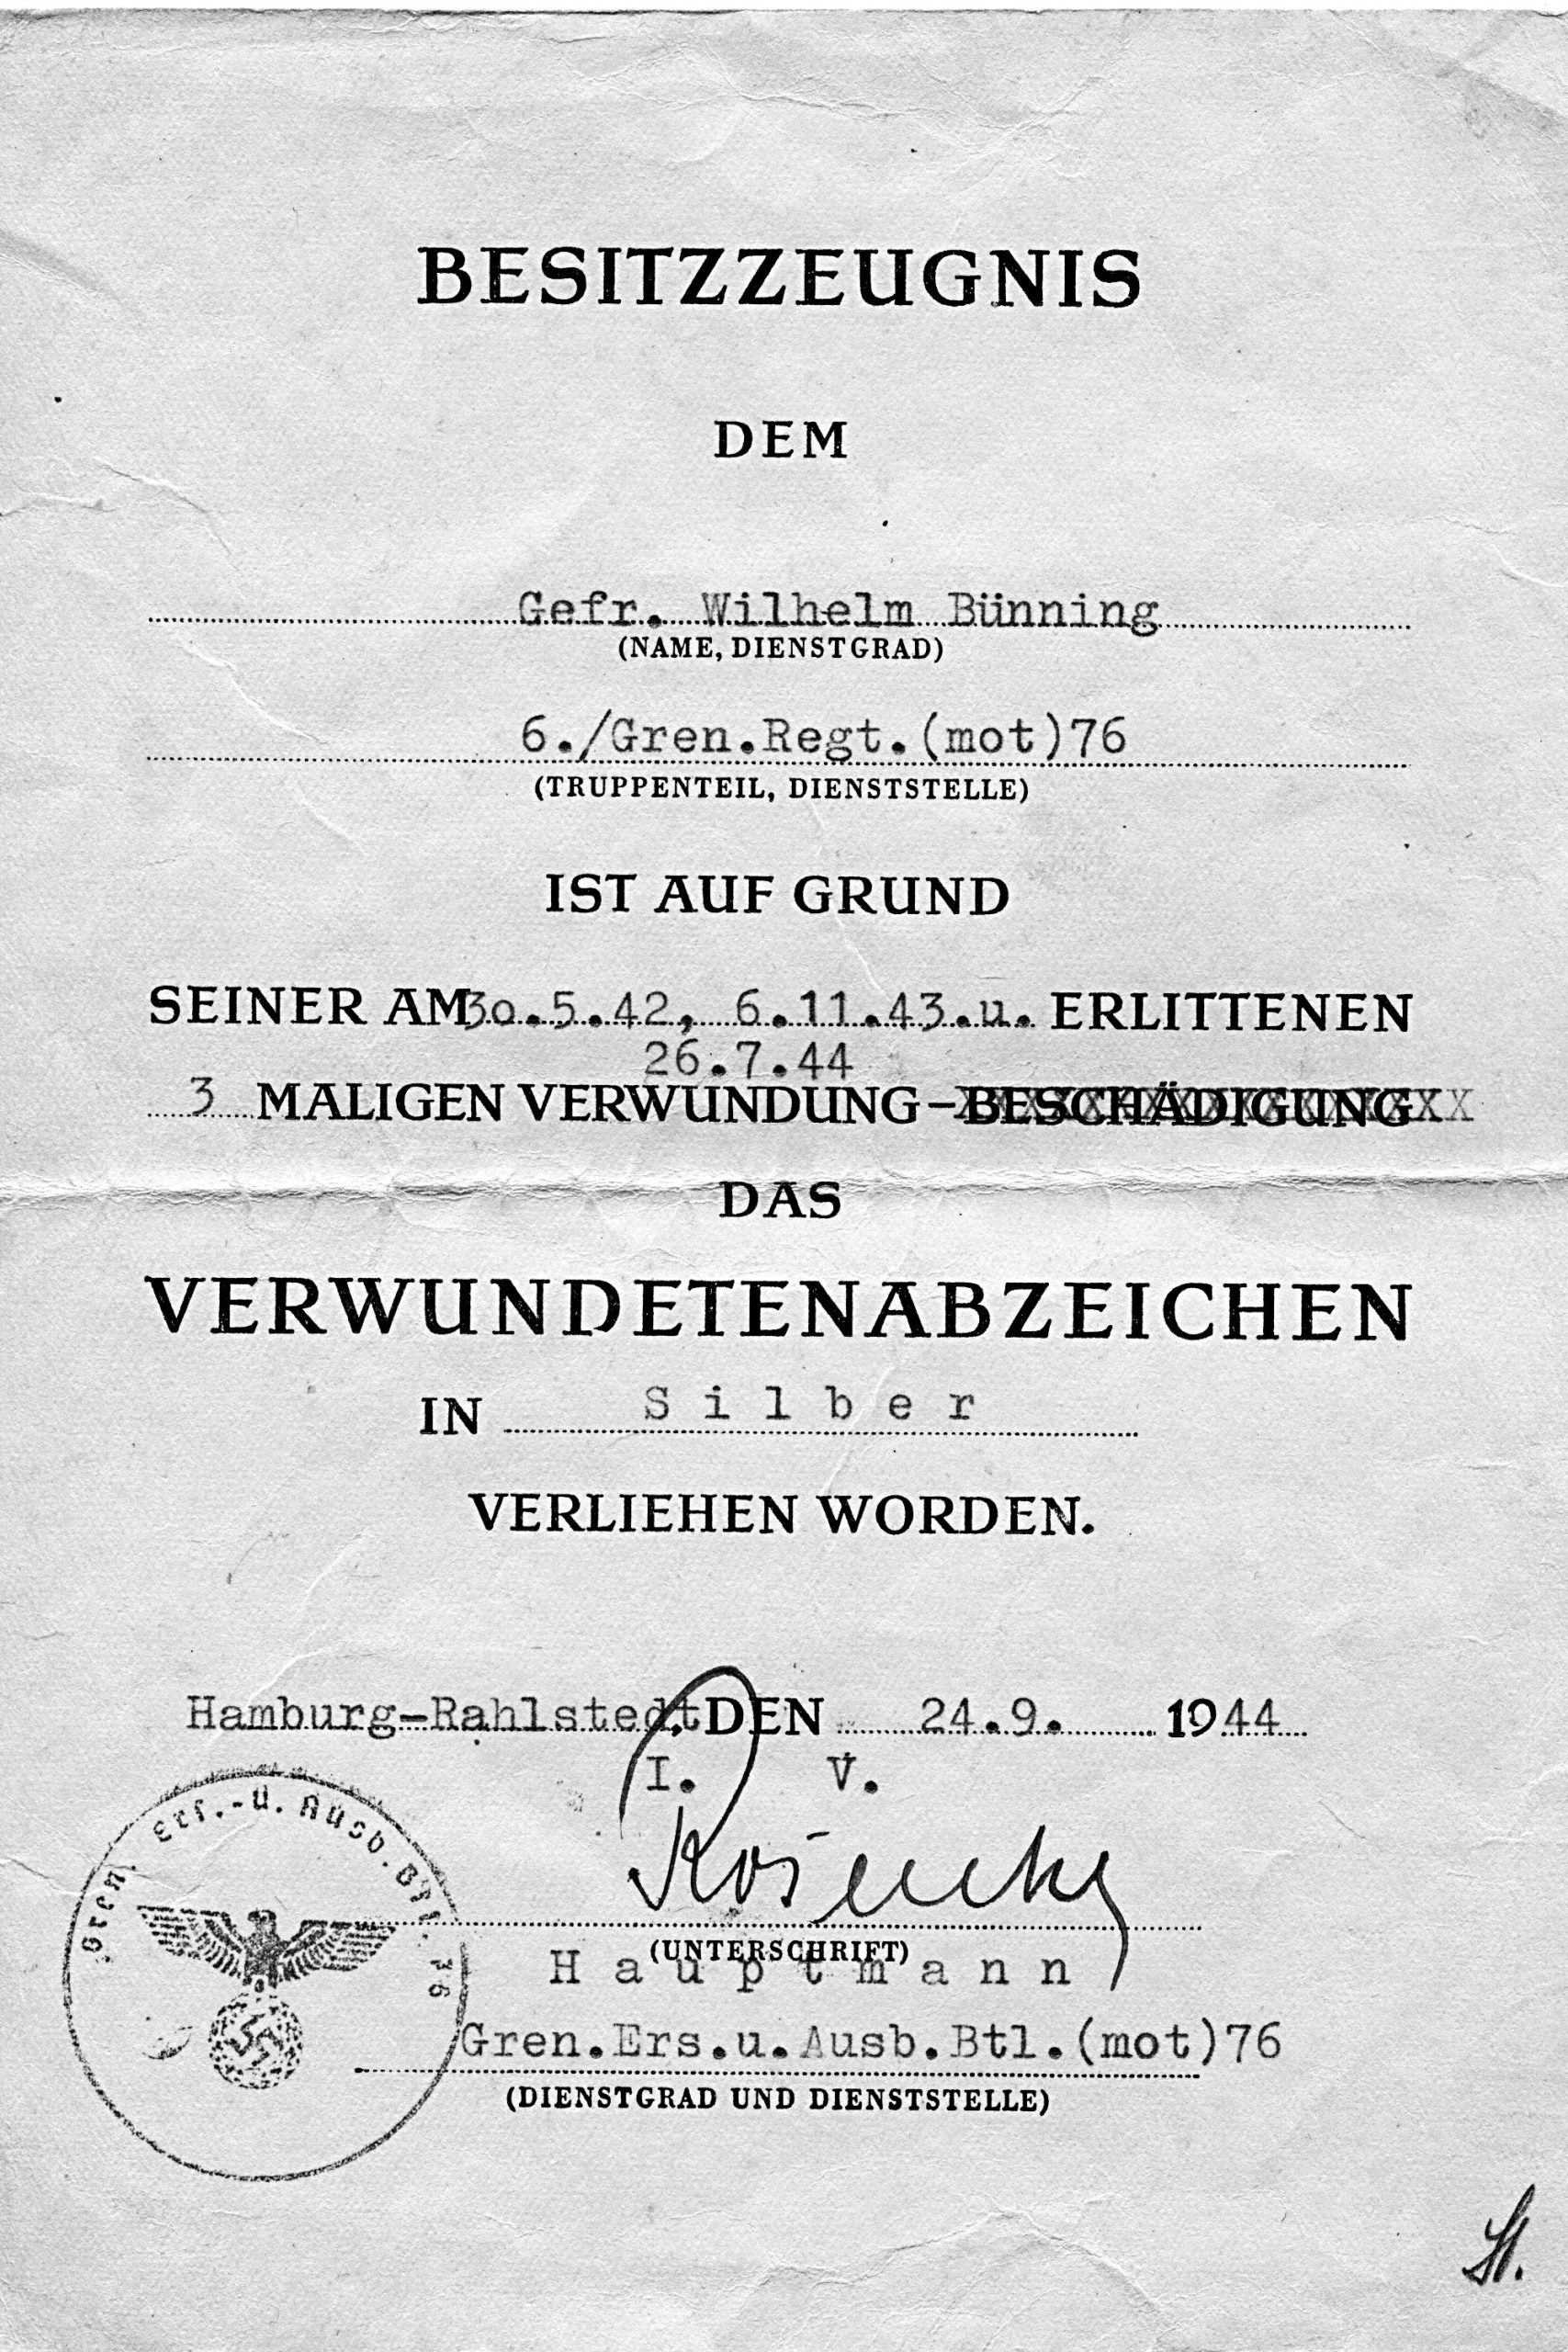 BESITZZEUGNIS
DEM
Gefr. Wilhelm Bünning
(NAME, DIENSTGRAD)
6./Gren.Regt.(mot)76
(TRUPPENTEIL, DIENSTSTELLE)
IST AUF GRUND
SEINER AM 3o.5.42, 6.11.43.u. ERLITTENEN
26.7.44
3 MALIGEN VERWUNDUNG – BESCHÄDIGUNG
DAS
VERWUNDETENABZEICHEN
IN Silber
VERLIEHEN WORDEN.
Hamburg-Rahlstedt, DEN 24.9. 1944
I. V.
(UNTERSCHRIFT)
Hauptmann
Gren.Ers.u.Ausb.Btl.(mot)76
(DIENSTGRAD UND DIENSTSTELLE)
Gren. Ers.-u. Ausb. Btl. 76